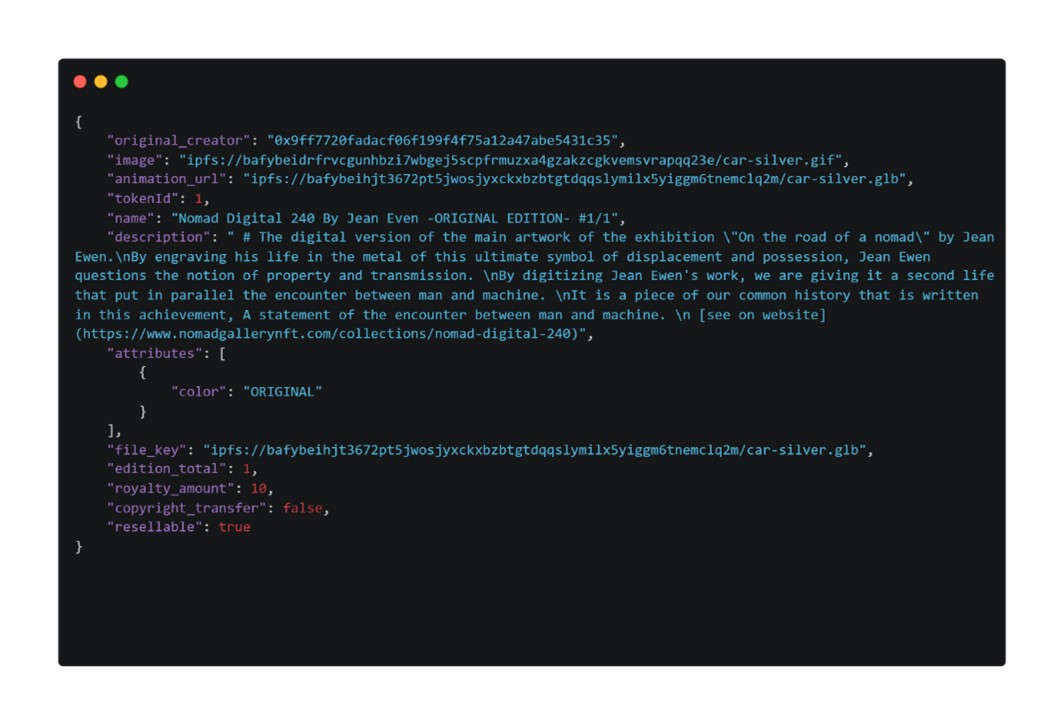 {
"original_creator": "0x9ff7720fadacf06f199f4f75a12a47abe5431c35",
"image": "ipfs://bafybeidrfrvcgunhbzi7wbgej5scpfrmuzxa4gzakzcgkvemsvrapqq23e/car-silver.gif",
"animation_url": "ipfs://bafybeihjt3672pt5jwosjyxckxbzbtgtdqqslymilx5yiggm6tnemclq2m/car-silver.glb",
"tokenId": 1,
"name": "Nomad Digital 240 By Jean Even -ORIGINAL EDITION- #1/1",
"description": " # The digital version of the main artwork of the exhibition \"On the road of a nomad\" by Jean
Ewen.\nBy engraving his life in the metal of this ultimate symbol of displacement and possession, Jean Ewen
questions the notion of property and transmission. \nBy digitizing Jean Ewen's work, we are giving it a second life
that put in parallel the encounter between man and machine. \nIt is a piece of our common history that is written
in this achievement, A statement of the encounter between man and machine. \n [see on website]
(https://www.nomadgallerynft.com/collections/nomad-digital-240)",
"attributes": [
{
"color": "ORIGINAL"
}
],
"file_key": "ipfs://bafybeihjt3672pt5jwosjyxckxbzbtgtdqqslymilx5yiggm6tnemclq2m/car-silver.glb",
"edition_total": 1,
"royalty_amount": 10,
"copyright_transfer": false,
"resellable": true
}